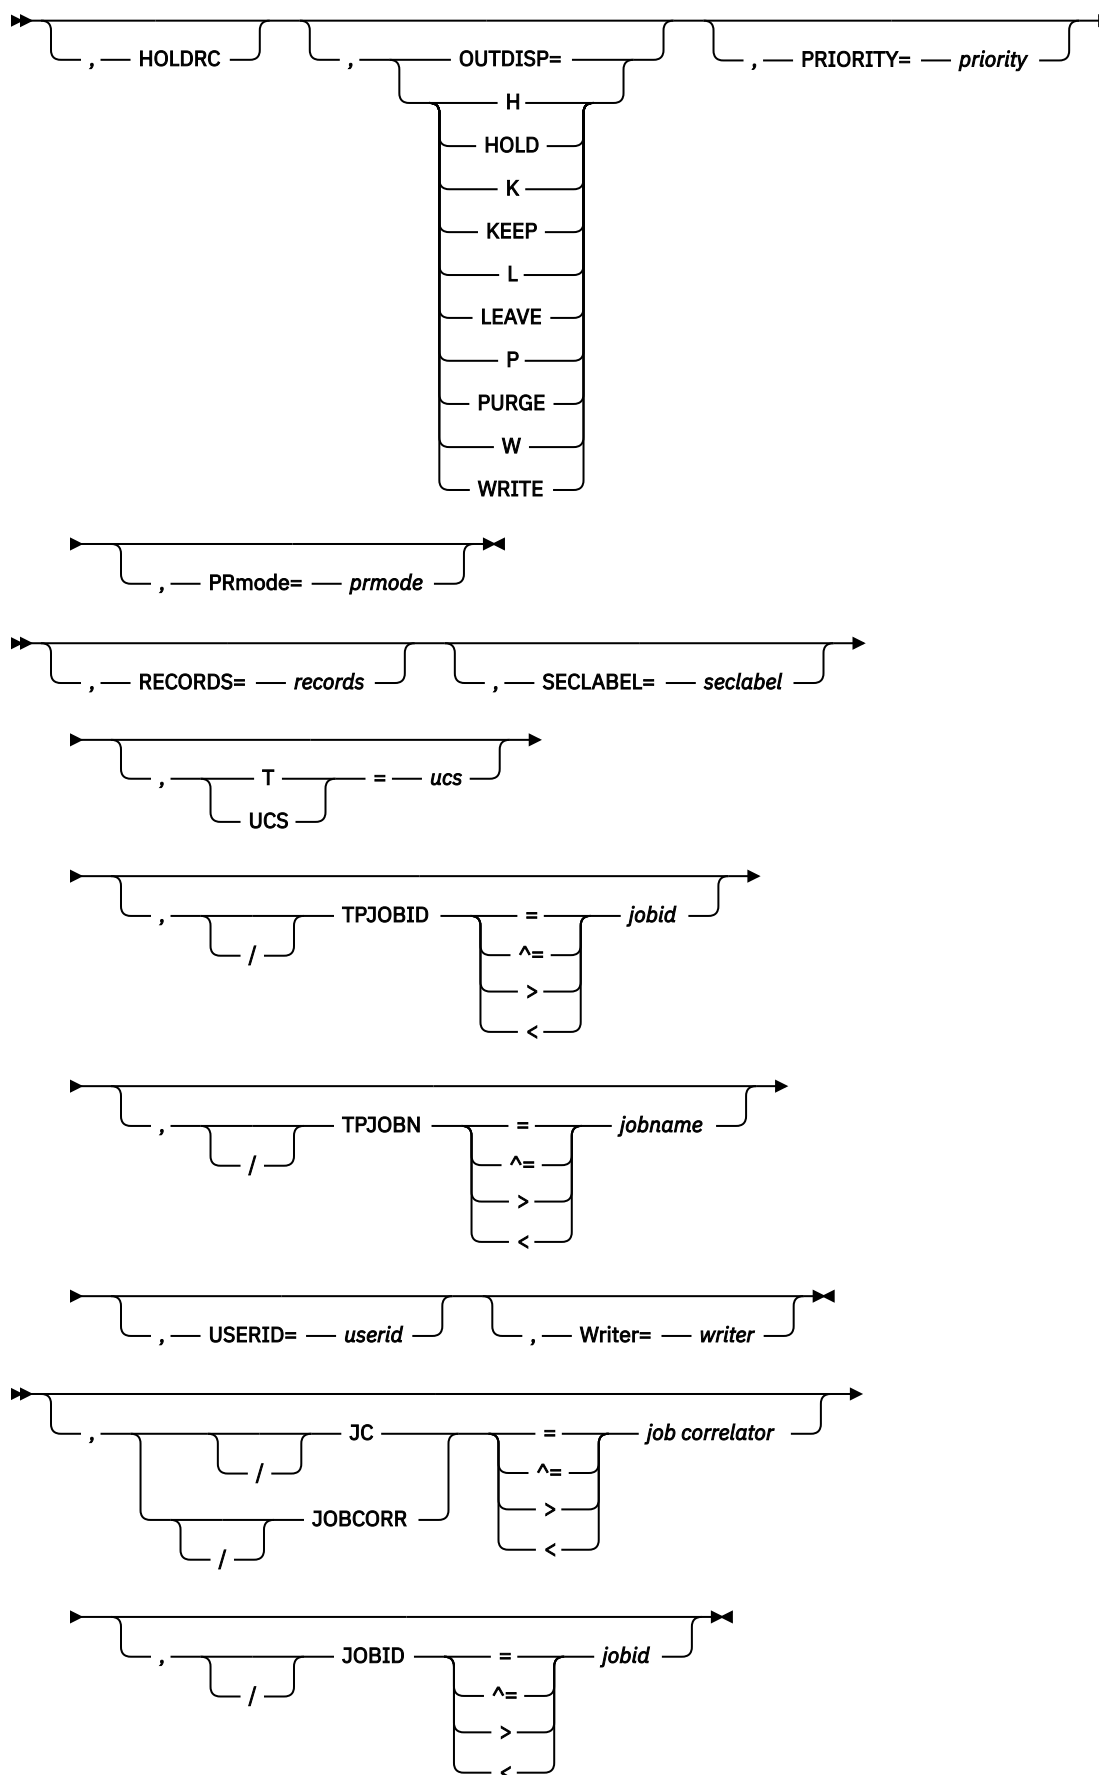 , HOLDRC , OUTDISP= , PRIORITY= priority
H
HOLD
K
KEEP
L
LEAVE
P
PURGE
W
WRITE
, PRmode= prmode
, RECORDS= records , SECLABEL= seclabel
, T = ucs
UCS
, TPJOBID = jobid
/ ^=
>
<
, TPJOBN = jobname
/ ^=
>
<
, USERID= userid , Writer= writer
, JC = job correlator
/ ^=
JOBCORR >
/ <
, JOBID = jobid
/ ^=
>
<